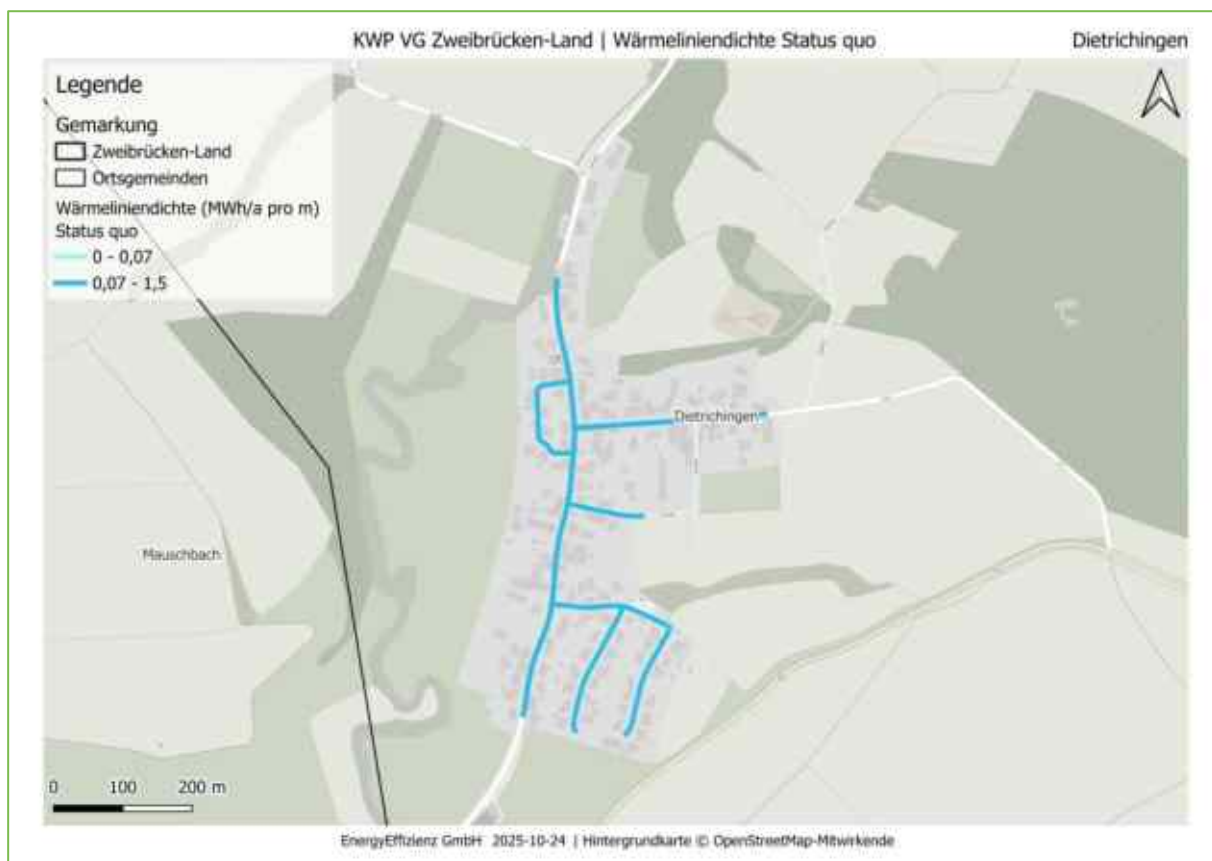 KWP VG Zweibrücken-Land | Wärmeliniendichte Status quo
Dietrichingen
Legende
Gemarkung
Zweibrücken-Land
Ortsgemeinden
Wärmeliniendichte (MWh/a pro m)
Status quo
0 - 0,07
0,07 - 1,5
Dietrichingen
Mauschbach
0 100 200 m
EnergyEffizienz GmbH 2025-10-24 | Hintergrundkarte © OpenStreetMap-Mitwirkende